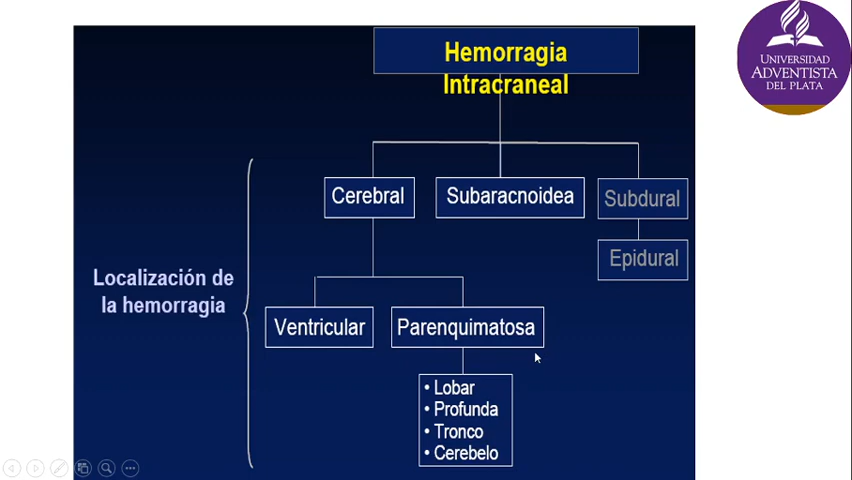 Hemorragia
Intracraneal
UNIVERSIDAD
ADVENTISTA
DEL PLATA
Cerebral
Subaracnoidea
Subdural
Epidural
Localización de
la hemorragia
Ventricular
Parenquimatosa
• Lobar
• Profunda
• Tronco
• Cerebelo